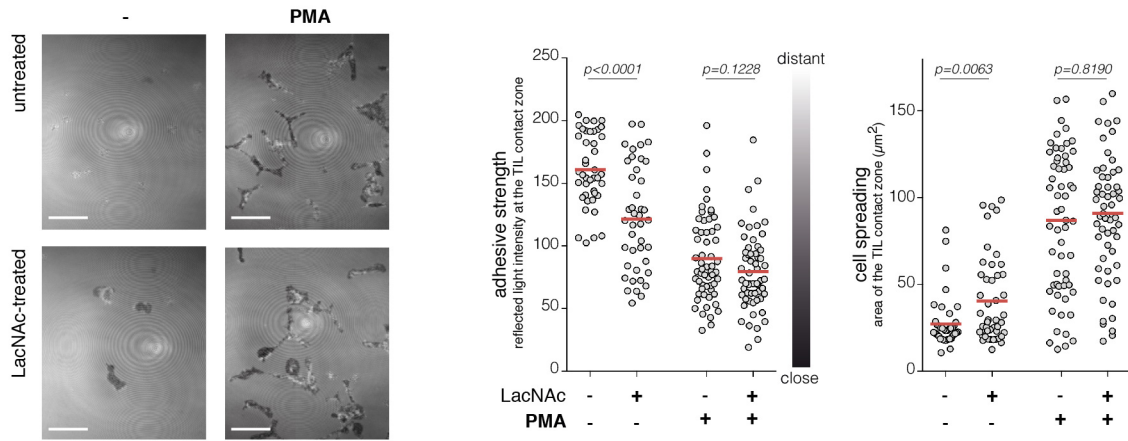 -
PMA
untreated
LacNAc-treated
250
200
150
100
50
0
adhesive strength
reflected light intensity at the TIL contact zone
p<0.0001
p=0.1228
distant
close
150
100
50
0
cell spreading
area of the TIL contact zone (µm²)
p=0.0063
p=0.8190
LacNAc - + - + - + - +
PMA - - + + - - + +